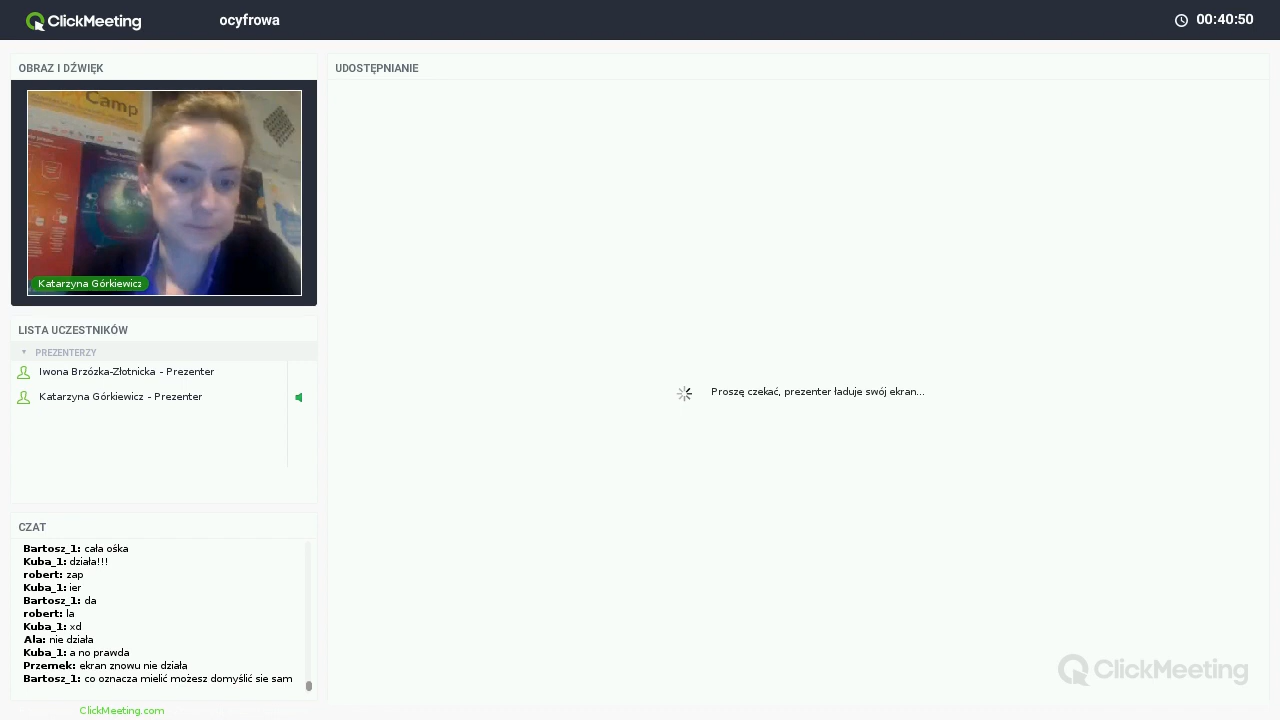 ClickMeeting
ocyfrowa
00:40:50
OBRAZ I DŹWIĘK
Camp
Katarzyna Górkiewicz
LISTA UCZESTNIKÓW
PREZENTERZY
Iwona Brzózka-Złotnicka - Prezenter
Katarzyna Górkiewicz - Prezenter
CZAT
Bartosz_1: cała ośka
Kuba_1: działa!!!
robert: zap
Kuba_1: ier
Bartosz_1: da
robert: la
Kuba_1: xd
Ala: nie działa
Kuba_1: a no prawda
Przemek: ekran znowu nie działa
Bartosz_1: co oznacza mielić możesz domyślić sie sam
ClickMeeting.com
UDOSTĘPNIANIE
Proszę czekać, prezenter ładuje swój ekran...
ClickMeeting